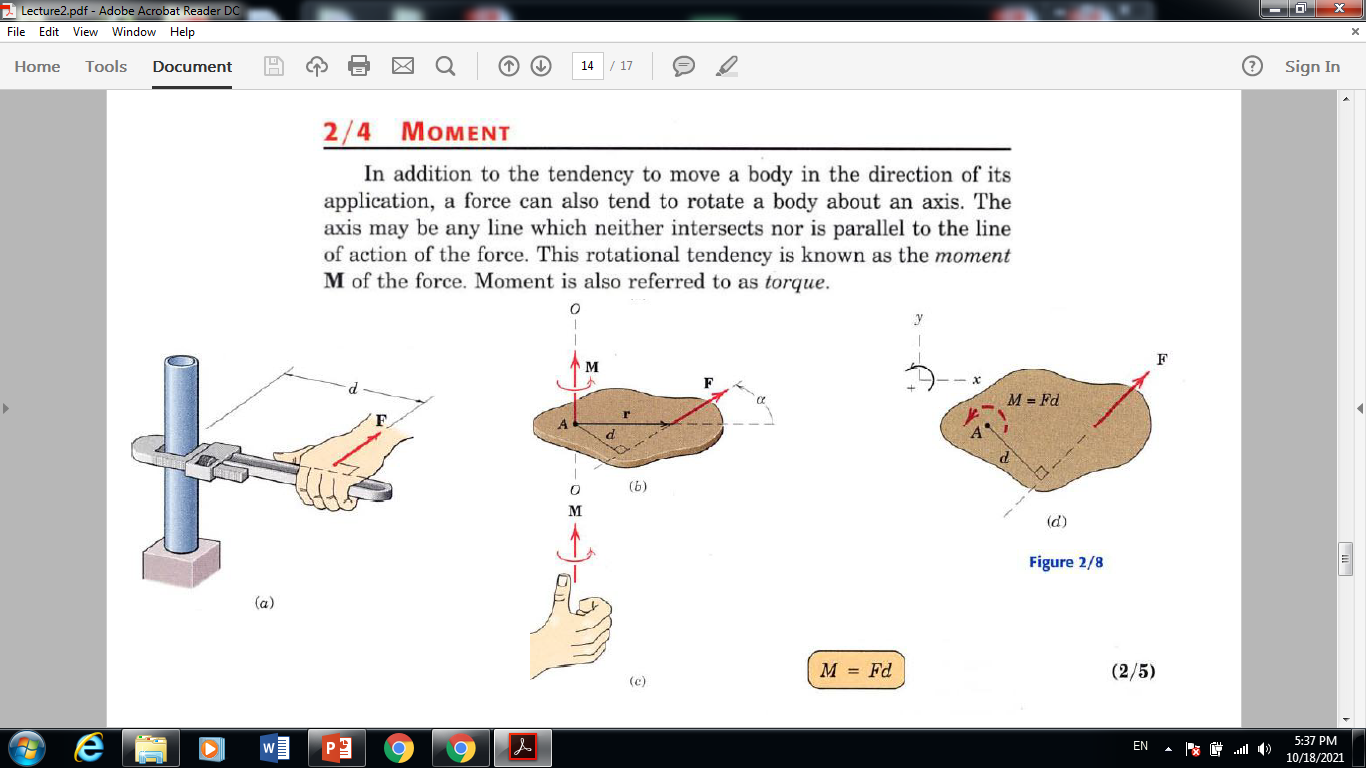 Lecture2.pdf - Adobe Acrobat Reader DC
File Edit View Window Help
Home Tools Document 14 / 17 Sign In
2/4 MOMENT
In addition to the tendency to move a body in the direction of its
application, a force can also tend to rotate a body about an axis. The
axis may be any line which neither intersects nor is parallel to the line
of action of the force. This rotational tendency is known as the moment
M of the force. Moment is also referred to as torque.
d
F
(a)
O
M
F
α
r
A
d
O
(b)
M
(c)
y
x
+
F
M = Fd
A
d
(d)
Figure 2/8
M = Fd (2/5)
EN
5:37 PM
10/18/2021